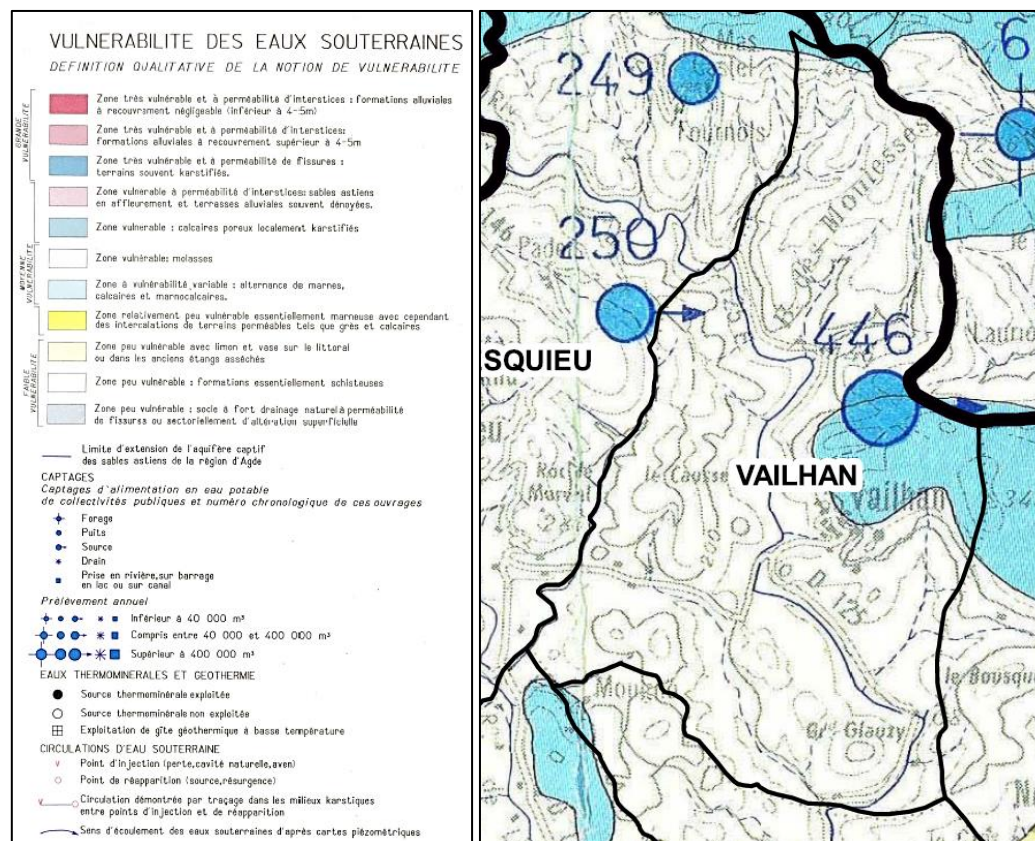 VULNERABILITE DES EAUX SOUTERRAINES
DEFINITION QUALITATIVE DE LA NOTION DE VULNERABILITE
GRANDE VULNERABILITE
Zone très vulnérable et à perméabilité d'interstices : formations alluviales
à recouvrement négligeable (inférieur à 4-5m)
Zone très vulnérable et à perméabilité d'interstices:
formations alluviales à recouvrement supérieur à 4-5m
Zone très vulnérable et à perméabilité de fissures :
terrains souvent karstifiés.
MOYENNE VULNERABILITE
Zone vulnérable à perméabilité d'interstices: sables astiens
en affleurement et terrasses alluviales souvent dénoyées.
Zone vulnerable : calcaires poreux localement karstifiés
Zone vulnérable: molasses
Zone à vulnérabilité variable : alternance de marnes,
calcaires et marnocalcaires.
Zone relativement peu vulnérable essentiellement marneuse avec cependant
des intercalations de terrains perméables tels que grès et calcaires
FAIBLE VULNERABILITE
Zone peu vulnérable avec limon et vase sur le littoral
ou dans les anciens étangs asséchés
Zone peu vulnérable : formations essentiellement schisteuses
Zone peu vulnérable : socle à fort drainage naturel à perméabilité
de fissures ou sectoriellement d'altération superficielle
Limite d'extension de l'aquifère captif
des sables astiens de la région d'Agde
CAPTAGES
Captages d'alimentation en eau potable
de collectivités publiques et numéro chronologique de ces ouvrages
Forage
Puits
Source
Drain
Prise en rivière, sur barrage
en lac ou sur canal
Prélèvement annuel
Inférieur à 40 000 m³
Compris entre 40 000 et 400 000 m³
Supérieur à 400 000 m³
EAUX THERMOMINERALES ET GEOTHERMIE
Source thermominérale exploitée
Source thermominérale non exploitée
Exploitation de gîte géothermique à basse température
CIRCULATIONS D'EAU SOUTERRAINE
Point d'injection (perte, cavité naturelle, aven)
Point de réapparition (source, résurgence)
Circulation démontrée par traçage dans les milieux karstiques
entre points d'injection et de réapparition
Sens d'écoulement des eaux souterraines d'après cartes piézométriques
Mas
249
6
Fournols
250
446
SQUIEU
le Causse
VAILHAN
Vailhan
Roc de
D.125
le Bousque
Gd Glauzy